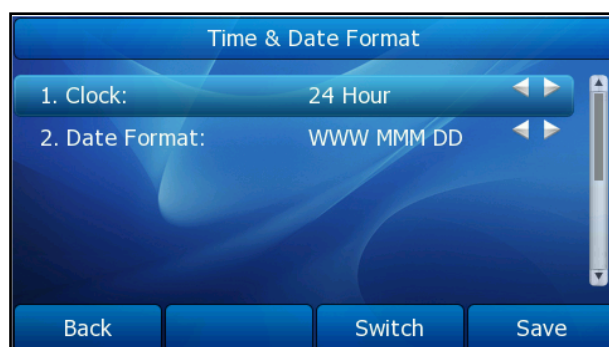 Time & Date Format
1. Clock: 24 Hour
2. Date Format: WWW MMM DD
Back Switch Save